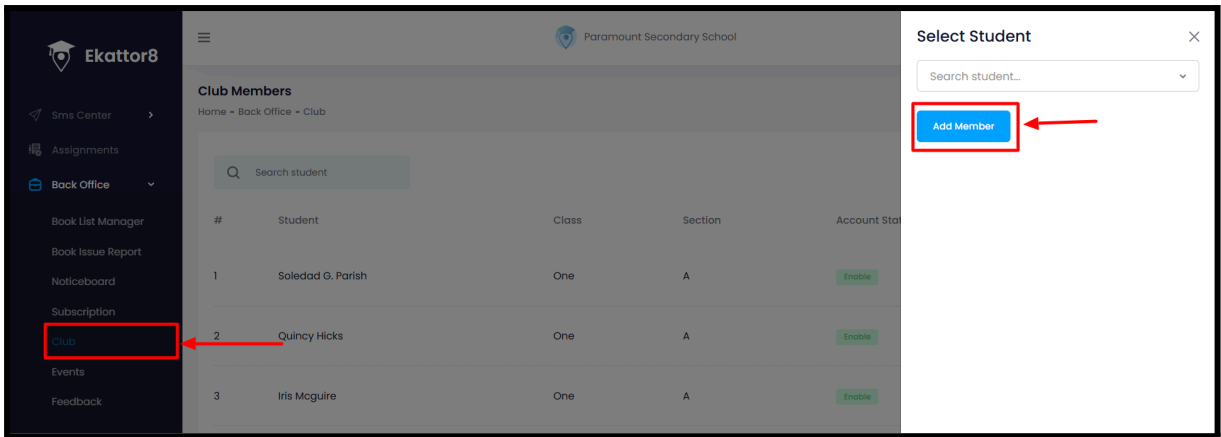 Ekattor8
Sms Center
Assignments
Back Office
Book List Manager
Book Issue Report
Noticeboard
Subscription
Club
Events
Feedback
Paramount Secondary School
Club Members
Home - Back Office - Club
Search student
# Student Class Section Account Stat
1 Soledad G. Parish One A Enable
2 Quincy Hicks One A Enable
3 Iris Mcguire One A Enable
Select Student
Search student...
Add Member